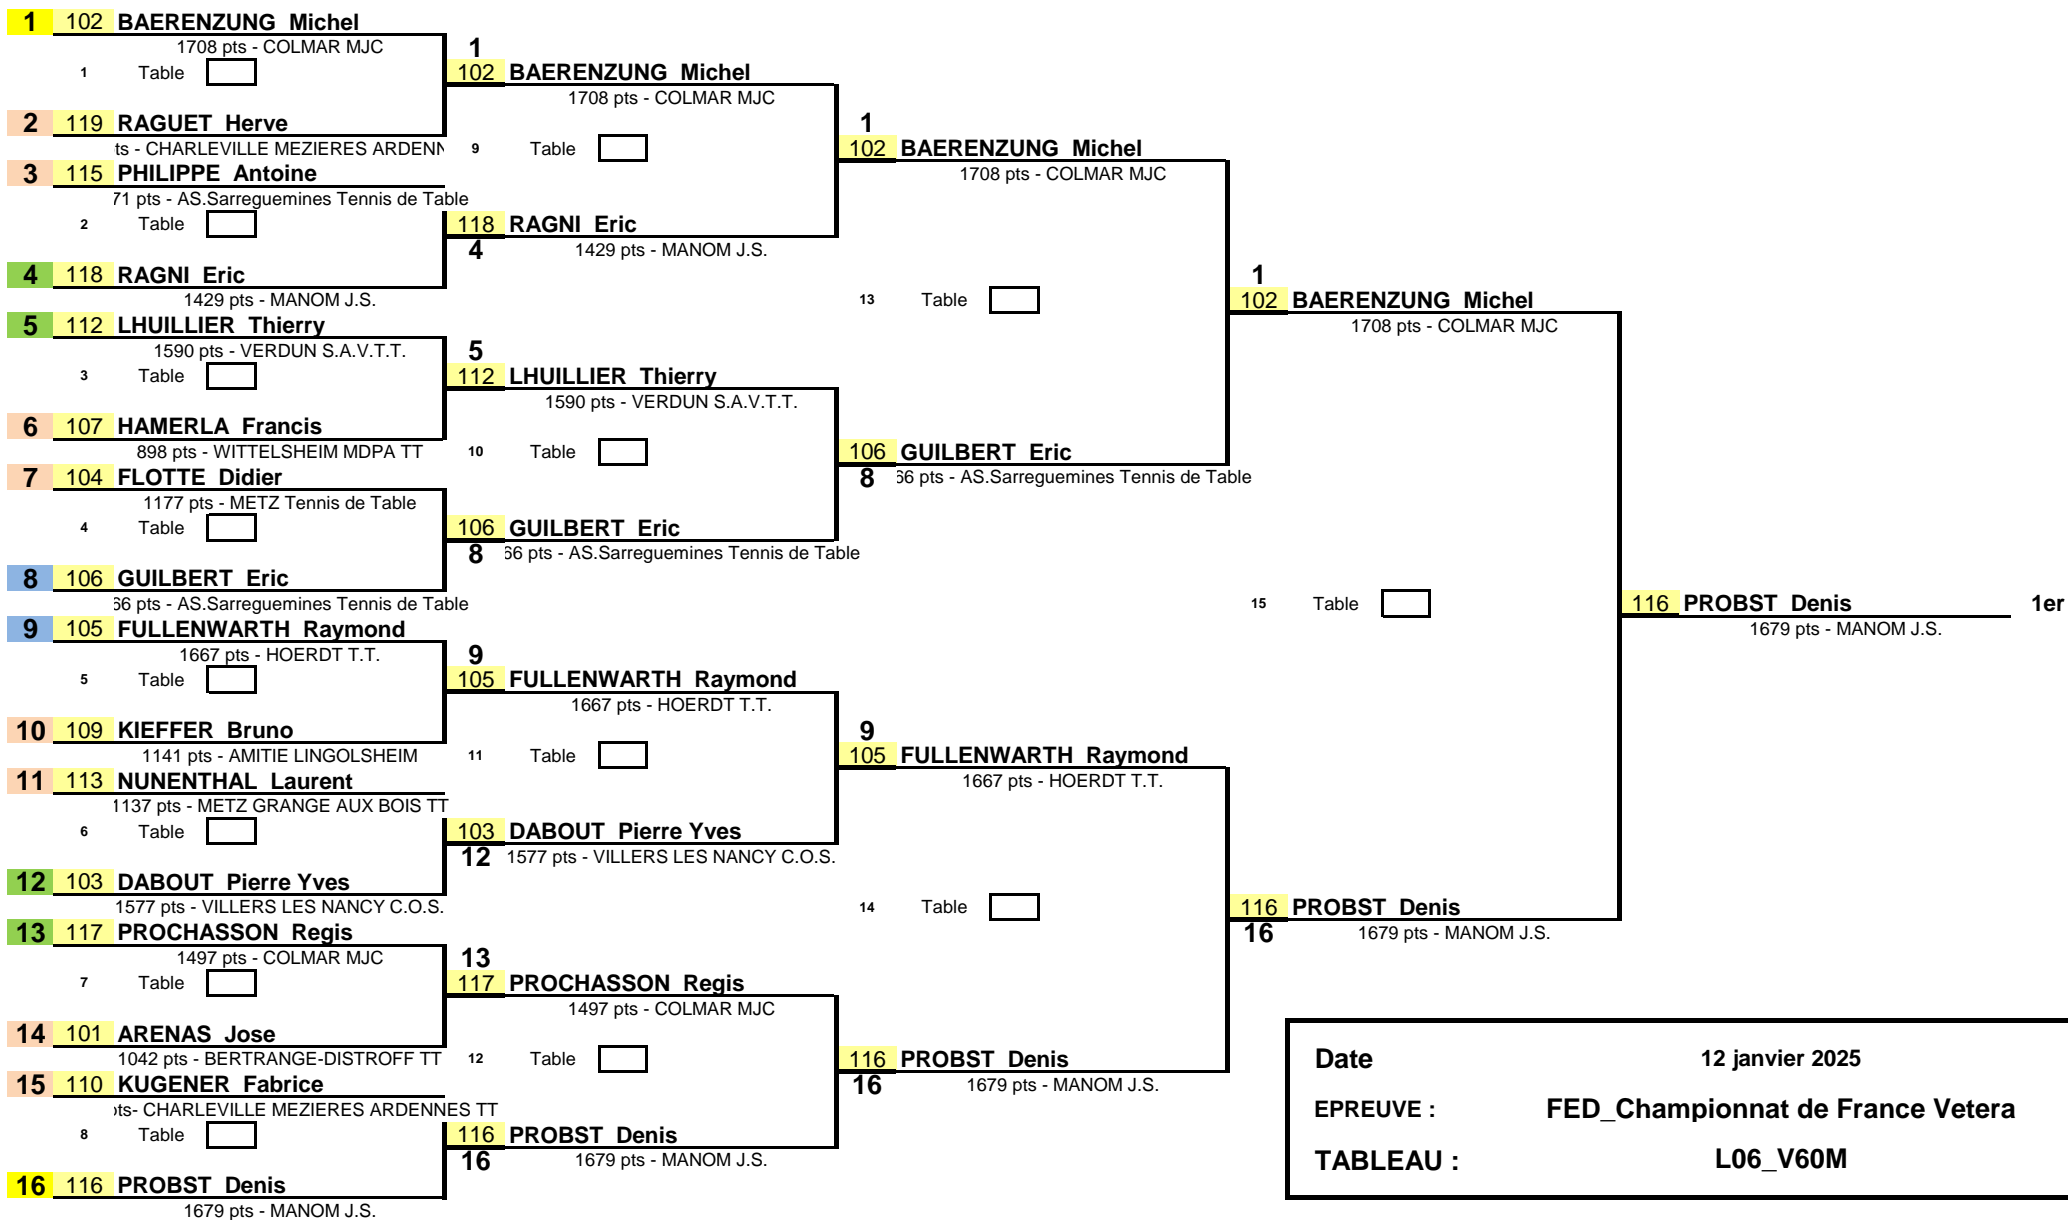 1 102 BAERENZUNG Michel
1708 pts - COLMAR MJC
1 Table
2 119 RAGUET Herve
ts - CHARLEVILLE MEZIERES ARDENN
3 115 PHILIPPE Antoine
71 pts - AS.Sarreguemines Tennis de Table
2 Table
4 118 RAGNI Eric
1429 pts - MANOM J.S.
5 112 LHUILLIER Thierry
1590 pts - VERDUN S.A.V.T.T.
3 Table
6 107 HAMERLA Francis
898 pts - WITTELSHEIM MDPA TT
7 104 FLOTTE Didier
1177 pts - METZ Tennis de Table
4 Table
8 106 GUILBERT Eric
66 pts - AS.Sarreguemines Tennis de Table
9 105 FULLENWARTH Raymond
1667 pts - HOERDT T.T.
5 Table
10 109 KIEFFER Bruno
1141 pts - AMITIE LINGOLSHEIM
11 113 NUNENTHAL Laurent
1137 pts - METZ GRANGE AUX BOIS TT
6 Table
12 103 DABOUT Pierre Yves
1577 pts - VILLERS LES NANCY C.O.S.
13 117 PROCHASSON Regis
1497 pts - COLMAR MJC
7 Table
14 101 ARENAS Jose
1042 pts - BERTRANGE-DISTROFF TT
15 110 KUGENER Fabrice
pts- CHARLEVILLE MEZIERES ARDENNES TT
8 Table
16 116 PROBST Denis
1679 pts - MANOM J.S.
1
102 BAERENZUNG Michel
1708 pts - COLMAR MJC
9 Table
118 RAGNI Eric
4 1429 pts - MANOM J.S.
5
112 LHUILLIER Thierry
1590 pts - VERDUN S.A.V.T.T.
10 Table
106 GUILBERT Eric
8 66 pts - AS.Sarreguemines Tennis de Table
9
105 FULLENWARTH Raymond
1667 pts - HOERDT T.T.
11 Table
103 DABOUT Pierre Yves
12 1577 pts - VILLERS LES NANCY C.O.S.
13
117 PROCHASSON Regis
1497 pts - COLMAR MJC
12 Table
116 PROBST Denis
16 1679 pts - MANOM J.S.
1
102 BAERENZUNG Michel
1708 pts - COLMAR MJC
13 Table
106 GUILBERT Eric
8 66 pts - AS.Sarreguemines Tennis de Table
9
105 FULLENWARTH Raymond
1667 pts - HOERDT T.T.
14 Table
116 PROBST Denis
16 1679 pts - MANOM J.S.
1
102 BAERENZUNG Michel
1708 pts - COLMAR MJC
15 Table
116 PROBST Denis
16 1679 pts - MANOM J.S.
116 PROBST Denis 1er
1679 pts - MANOM J.S.
Date 12 janvier 2025
EPREUVE : FED_Championnat de France Vetera
TABLEAU : L06_V60M